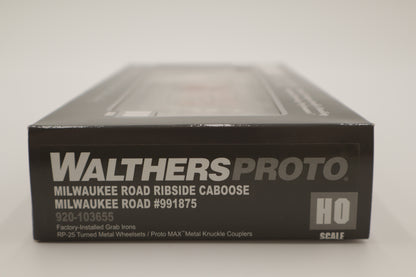 WALTHERSPROTO.
MILWAUKEE ROAD RIBSIDE CABOOSE
MILWAUKEE ROAD #991875
920-103655
Factory-Installed Grab Irons
RP-25 Turned Metal Wheelsets / Proto MAX™ Metal Knuckle Couplers
HO
SCALE